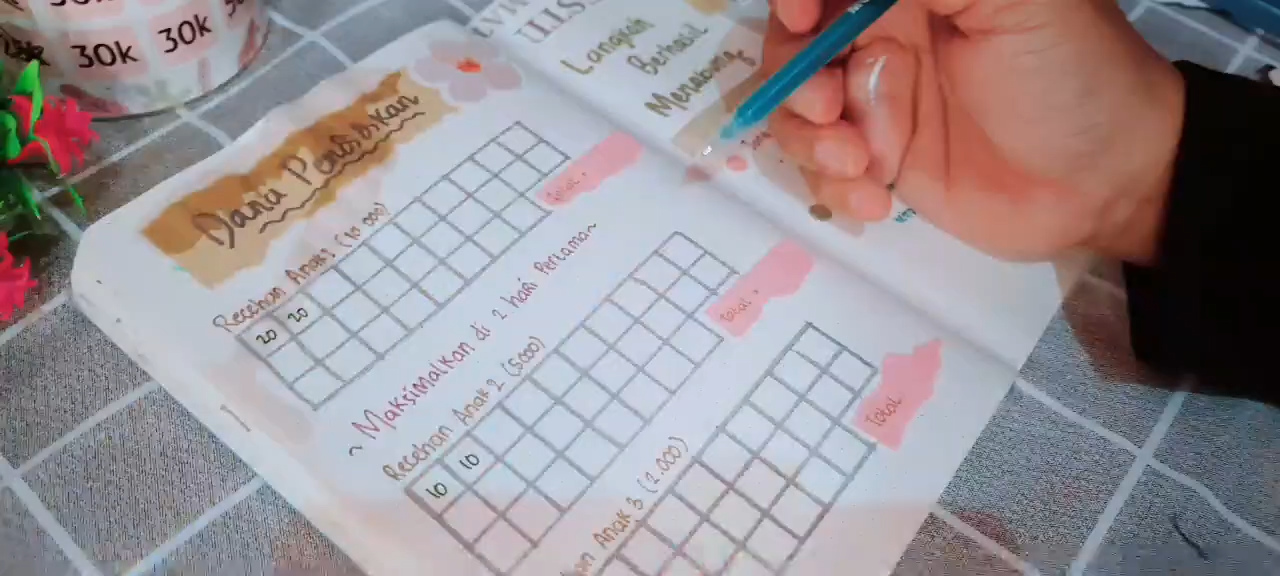 30k 30k
Dana Pendidikan
Recehan Anak 1 (10.000)
20 20
Total :
~ Maksimalkan di 2 hari Pertama ~
Recehan Anak 2 (5000)
10 10
Total :
Anak 3 (2.000)
Total
Langkah
Berhasil
Menabung